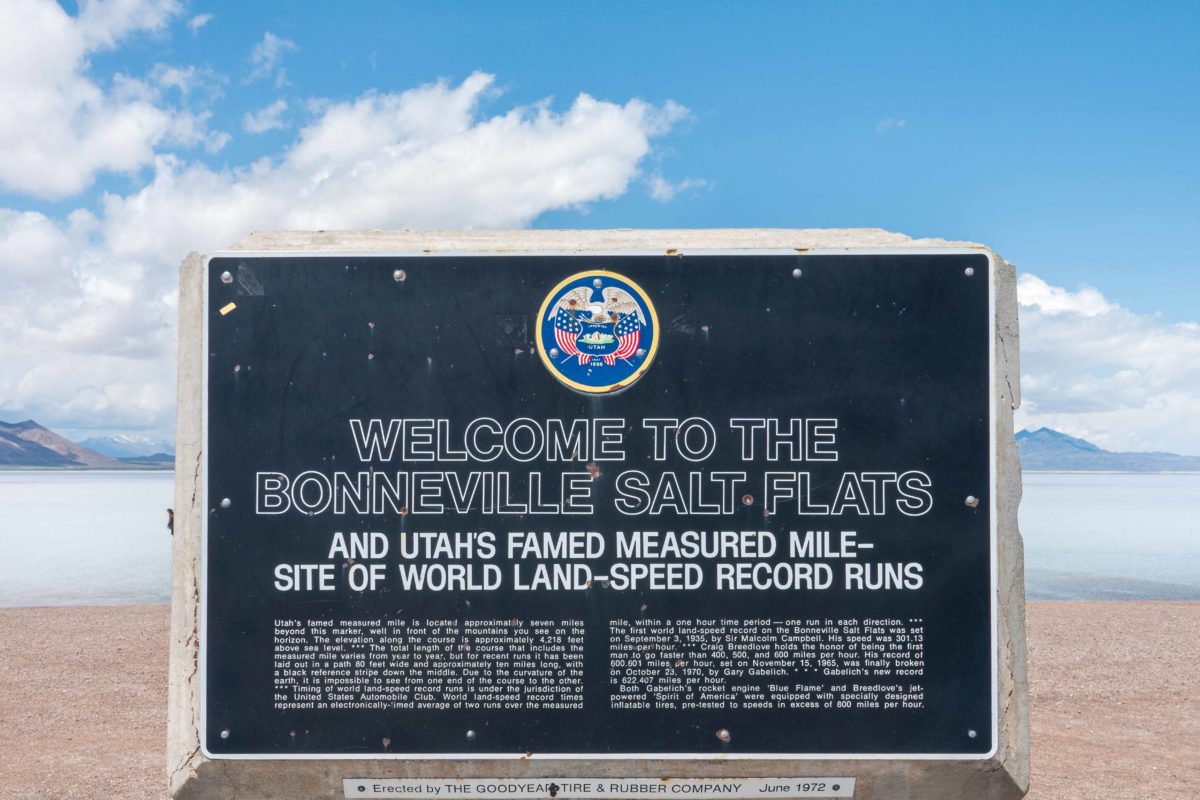 UTAH
1896
WELCOME TO THE
BONNEVILLE SALT FLATS
AND UTAH'S FAMED MEASURED MILE–
SITE OF WORLD LAND–SPEED RECORD RUNS
Utah's famed measured mile is located approximately seven miles
beyond this marker, well in front of the mountains you see on the
horizon. The elevation along the course is approximately 4,218 feet
above sea level. *** The total length of the course that includes the
measured mile varies from year to year, but for recent runs it has been
laid out in a path 80 feet wide and approximately ten miles long, with
a black reference stripe down the middle. Due to the curvature of the
earth, it is impossible to see from one end of the course to the other.
*** Timing of world land-speed record runs is under the jurisdiction of
the United States Automobile Club. World land-speed record times
represent an electronically-timed average of two runs over the measured
mile, within a one hour time period — one run in each direction. ***
The first world land-speed record on the Bonneville Salt Flats was set
on September 3, 1935, by Sir Malcolm Campbell. His speed was 301.13
miles per hour. *** Craig Breedlove holds the honor of being the first
man to go faster than 400, 500, and 600 miles per hour. His record of
600.601 miles per hour, set on November 15, 1965, was finally broken
on October 23, 1970, by Gary Gabelich. * * * Gabelich's new record
is 622.407 miles per hour.
Both Gabelich's rocket engine 'Blue Flame' and Breedlove's jet-
powered 'Spirit of America' were equipped with specially designed
inflatable tires, pre-tested to speeds in excess of 800 miles per hour.
Erected by THE GOODYEAR TIRE & RUBBER COMPANY June 1972